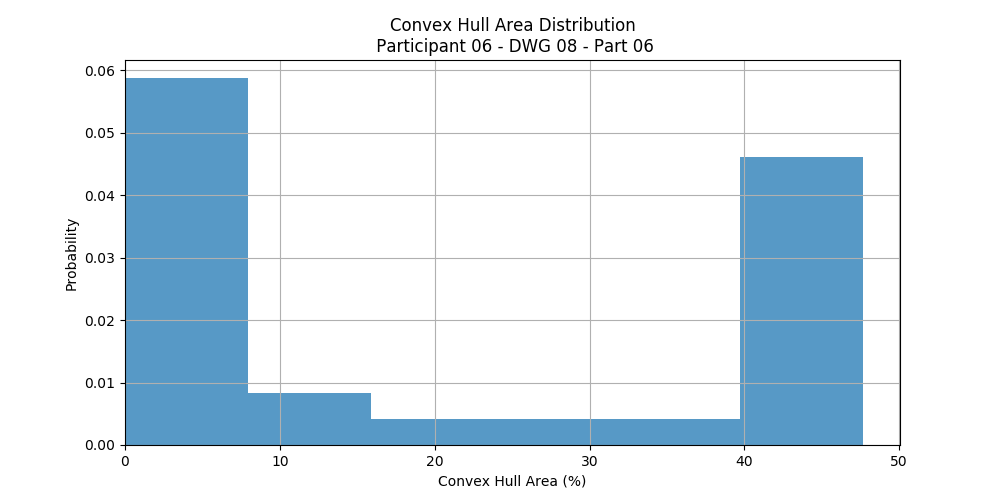 Convex Hull Area Distribution
Participant 06 - DWG 08 - Part 06
0.06
0.05
0.04
0.03
0.02
0.01
0.00
Probability
0 10 20 30 40 50
Convex Hull Area (%)